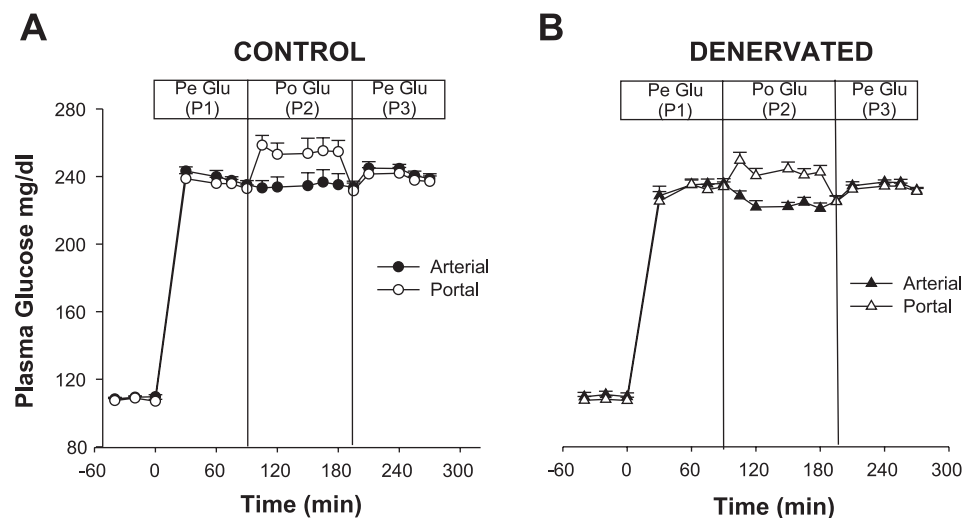 A
CONTROL
Pe Glu
(P1)
Po Glu
(P2)
Pe Glu
(P3)
280
240
200
160
120
80
Plasma Glucose mg/dl
Arterial
Portal
-60
0
60
120
180
240
300
Time (min)
B
DENERVATED
Pe Glu
(P1)
Po Glu
(P2)
Pe Glu
(P3)
Arterial
Portal
-60
0
60
120
180
240
300
Time (min)